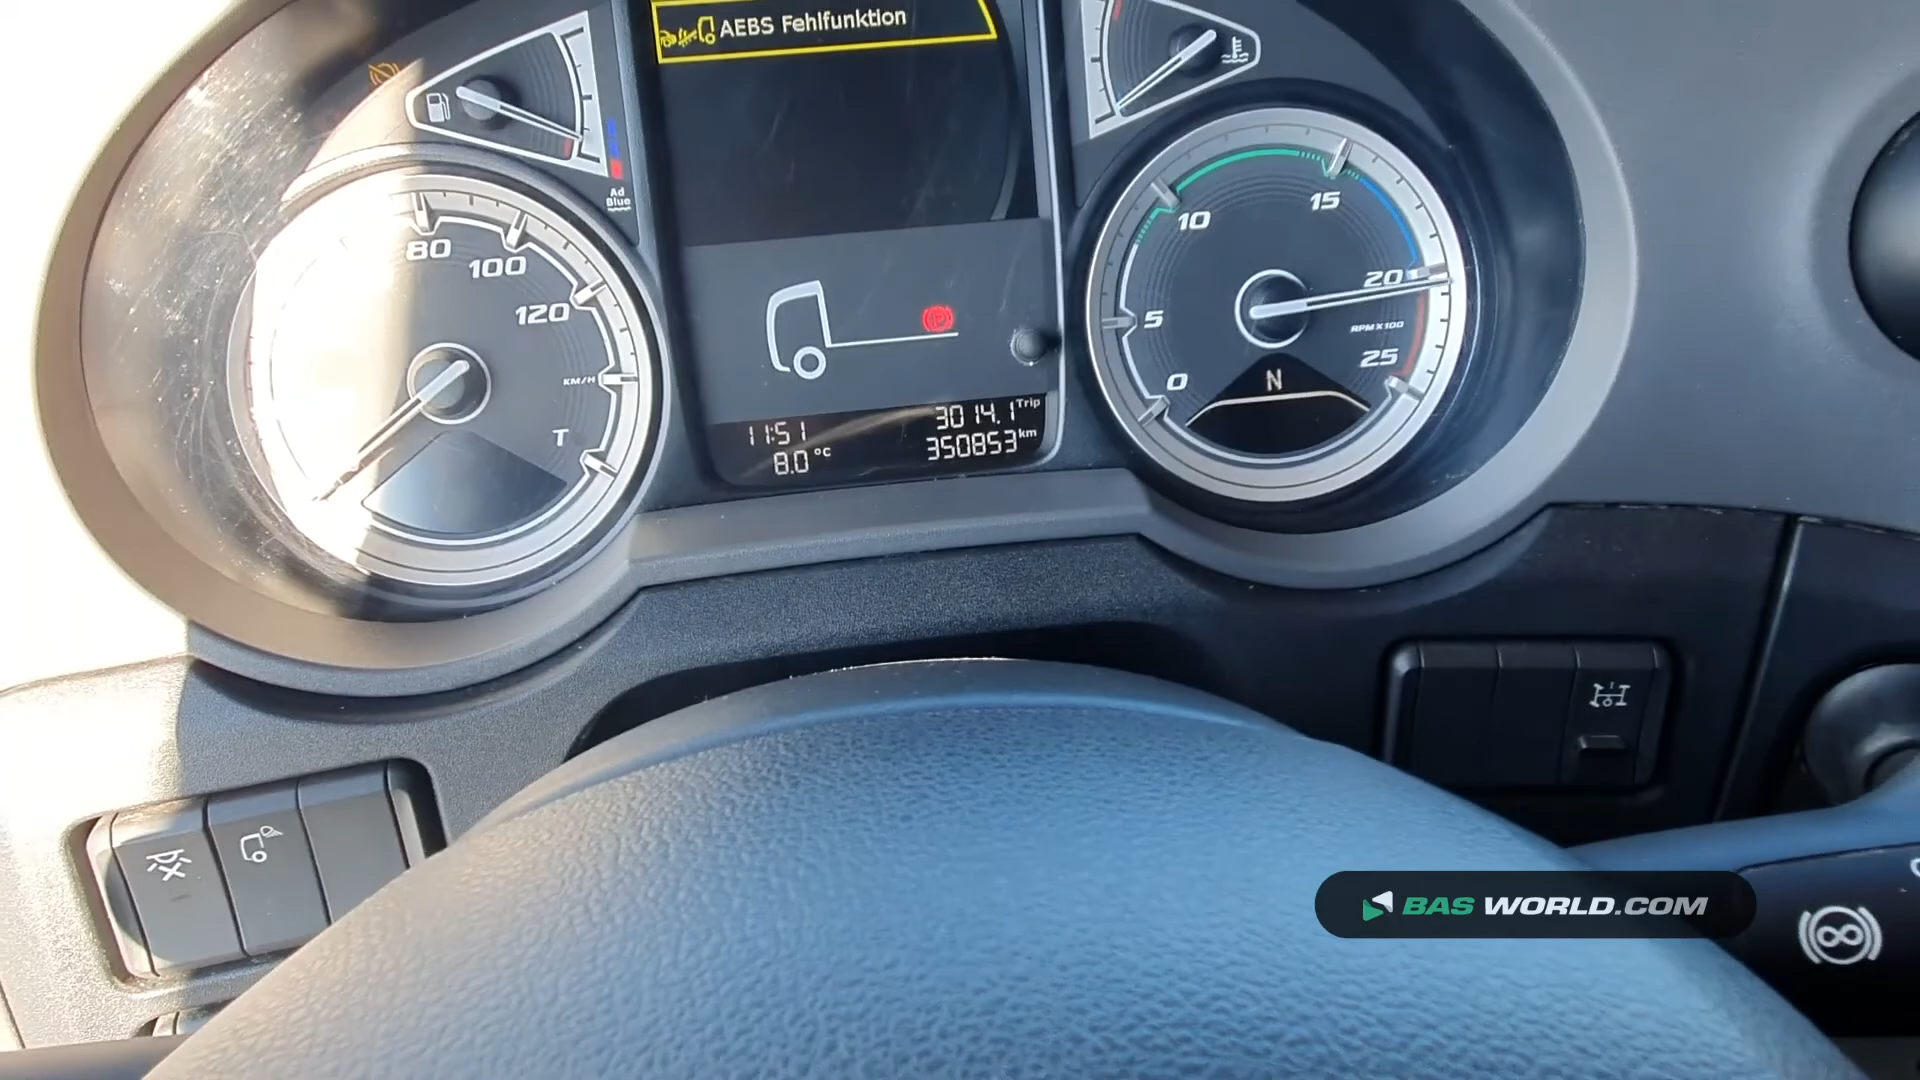 AEBS Fehlfunktion
Ad
Blue
80
100
120
KM/H
T
11:51
8.0 °C
3014.1 Trip
350853 km
0
5
10
15
20
25
RPM X 100
N
P
BAS WORLD.COM